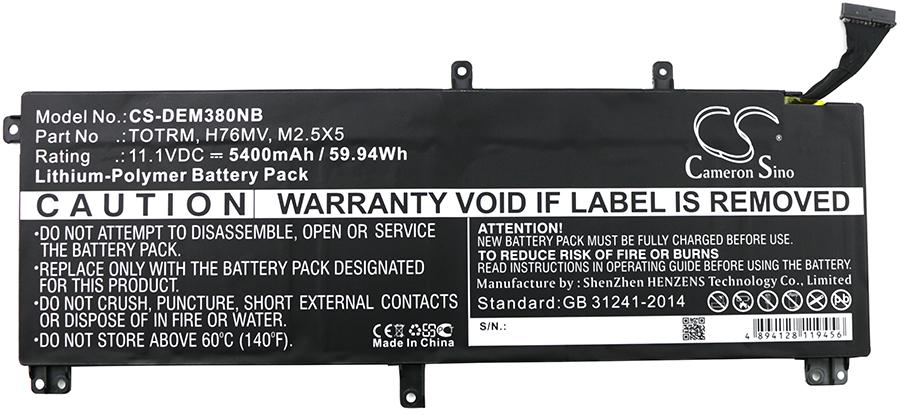 Model No.:CS-DEM380NB
Part No :TOTRM, H76MV, M2.5X5
Rating :11.1VDC ⎓ 5400mAh / 59.94Wh
Lithium-Polymer Battery Pack
CS
Cameron Sino
CAUTION
WARRANTY VOID IF LABEL IS REMOVED
•DO NOT ATTEMPT TO DISASSEMBLE, OPEN OR SERVICE
THE BATTERY PACK.
•REPLACE ONLY WITH THE BATTERY PACK DESIGNED
FOR THIS PRODUCT.
•DO NOT CRUSH, PUNCTURE, SHORT EXTERNAL CONTACTS
OR DISPOSE OF IN FIRE OR WATER.
•DO NOT STORE ABOVE 60°C (140°F).
CE
Made In China
ATTENTION!
NEW BATTERY PACK MUST BE FULLY CHARGED BEFORE USE.
TO REDUCE RISK OF FIRE OR BURNS
READ INSTRUCTIONS IN OPERATING GUIDE BEFORE USING BATTERY.
Manufacture by : ShenZhen HENZENS Technology Co., Limited
Standard:GB 31241-2014
S/N.:
4 894128 119456